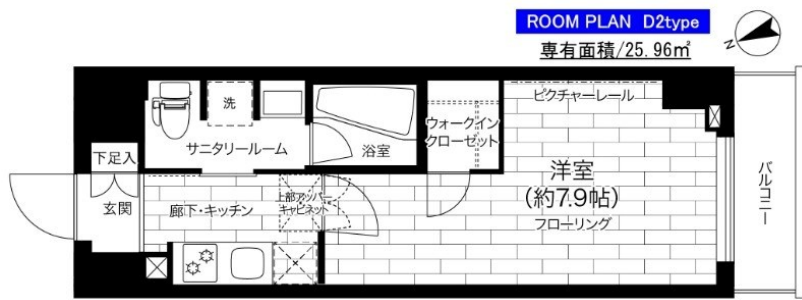 ROOM PLAN D2type
専有面積/25.96㎡
N
洗
サニタリールーム
浴室
ウォークイン
クローゼット
ピクチャーレール
洋室
(約7.9帖)
フローリング
バルコニー
下足入
玄関
廊下・キッチン
上部アッパー
キャビネット